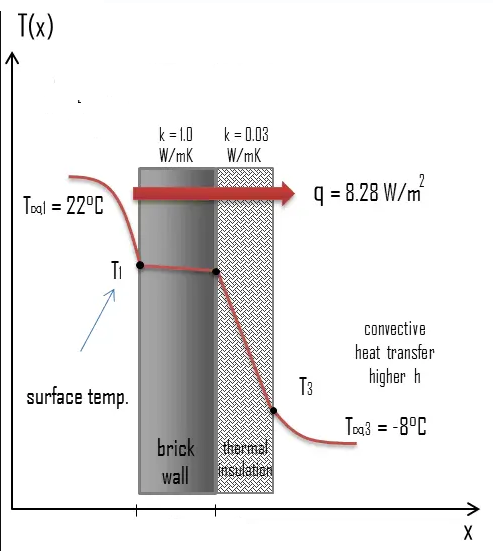 T(x)
k = 1.0
W/mK
k = 0.03
W/mK
q = 8.28 W/m²
T∞,1 = 22°C
T1
convective
heat transfer
higher h
surface temp.
T3
T∞,3 = -8°C
brick
wall
thermal
insulation
x